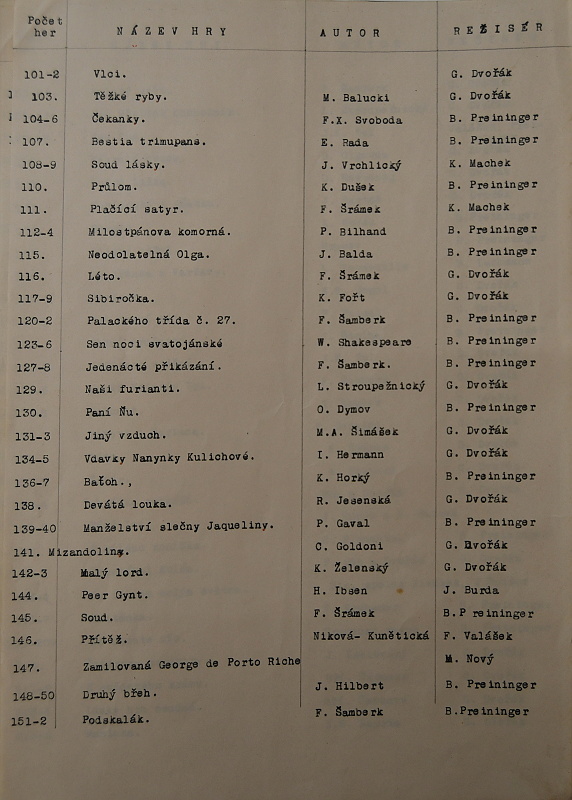 Počet her NÁZEV HRY AUTOR REŽISÉR
101-2 Vlci. G. Dvořák
103. Těžké ryby. M. Balucki G. Dvořák
104-6 Čekanky. F.X. Svoboda B. Preininger
107. Bestia trimupans. E. Rada B. Preininger
108-9 Soud lásky. J. Vrchlický K. Machek
110. Průlom. K. Dušek B. Preininger
111. Plačící satyr. F. Šrámek K. Machek
112-4 Milostpánova komorná. P. Bilhand B. Preininger
115. Neodolatelná Olga. J. Balda B. Preininger
116. Léto. F. Šrámek G. Dvořák
117-9 Sibiročka. K. Fořt G. Dvořák
120-2 Palackého třída č. 27. F. Šamberk B. Preininger
123-6 Sen noci svatojánské W. Shakespeare B. Preininger
127-8 Jedenácté přikázání. F. Šamberk. B. Preininger
129. Naši furianti. L. Stroupežnický G. Dvořák
130. Paní Ňu. O. Dymov B. Preininger
131-3 Jiný vzduch. M.A. Šimášek G. Dvořák
134-5 Vdavky Nanynky Kulichové. I. Hermann G. Dvořák
136-7 Baťoh., K. Horký B. Preininger
138. Devátá louka. R. Jesenská G. Dvořák
139-40 Manželství slečny Jaqueliny. P. Gaval B. Preininger
141. Mizandolina. C. Goldoni G. Dvořák
142-3 Malý lord. K. Želenský G. Dvořák
144. Peer Gynt. H. Ibsen J. Burda
145. Soud. F. Šrámek B.P reininger
146. Přítěž. Niková- Kunětická F. Valášek
147. Zamilovaná George de Porto Riche M. Nový
148-50 Druhý břeh. J. Hilbert B. Preininger
151-2 Podskalák. F. Šamberk B.Preininger